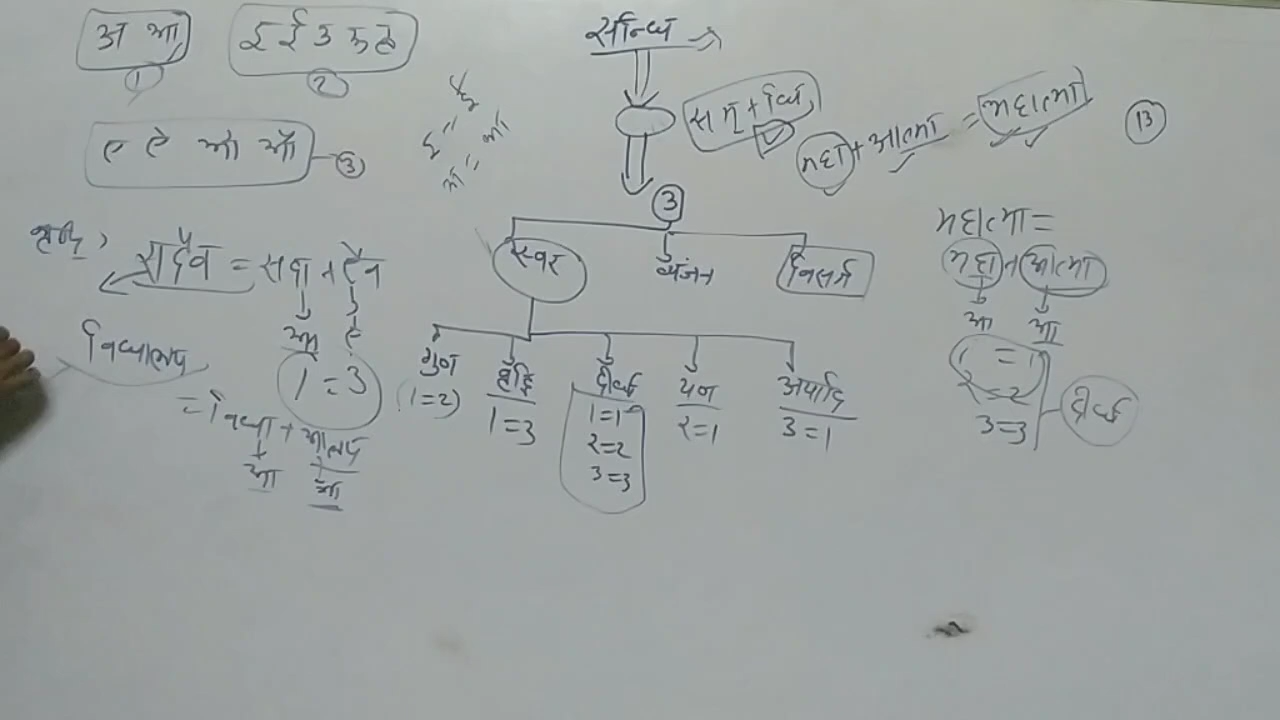 अ आ
1
इ ई उ ऊ ऋ
2
ए ऐ ओ औ
3
सन्धि
सम् + धि
महा + आत्मा = महात्मा
13
3
स्वर
व्यंजन
विसर्ग
गुण
(1=2)
वृद्धि
1=3
दीर्घ
1=1
2=2
3=3
यण
2=1
अयादि
3=1
वृद्धि
सदैव = सदा + ऐव
आ ऐ
1=3
विद्यालय
= विद्या + आलय
आ आ
महात्मा =
महा + आत्मा
आ आ
1=1
2=2
3=3
दीर्घ